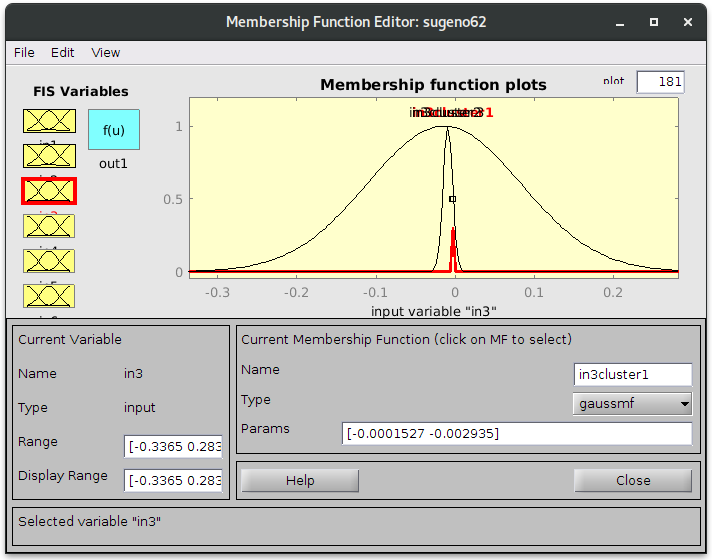 Membership Function Editor: sugeno62
File Edit View
FIS Variables
f(u)
out1
Membership function plots
plot
181
1
0.5
0
-0.3 -0.2 -0.1 0 0.1 0.2
input variable "in3"
Current Variable
Name in3
Type input
Range [-0.3365 0.283
Display Range [-0.3365 0.283
Current Membership Function (click on MF to select)
Name in3cluster1
Type gaussmf
Params [-0.0001527 -0.002935]
Help Close
Selected variable "in3"